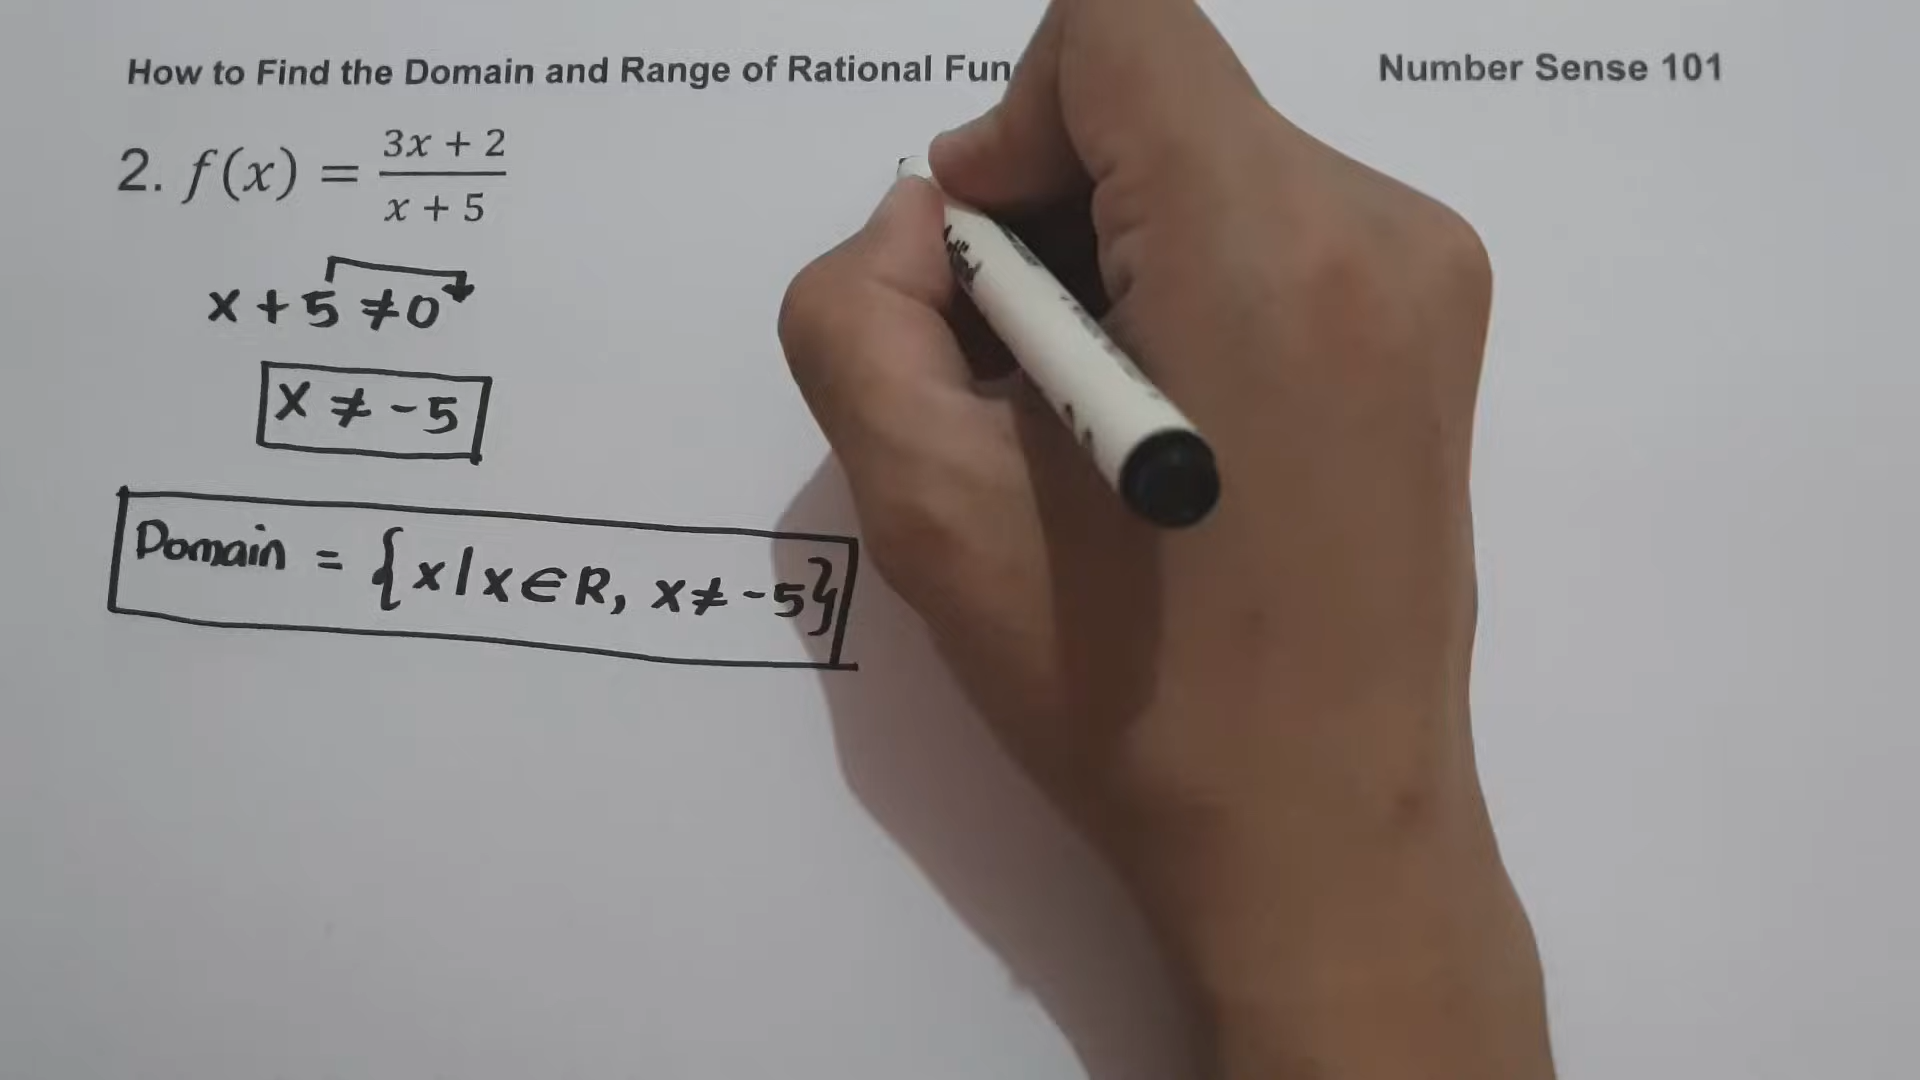 How to Find the Domain and Range of Rational Fun
Number Sense 101
2. f(x) = \frac{3x + 2}{x + 5}
x + 5 ≠ 0
x ≠ -5
Domain = {x | x ∈ R, x ≠ -5}